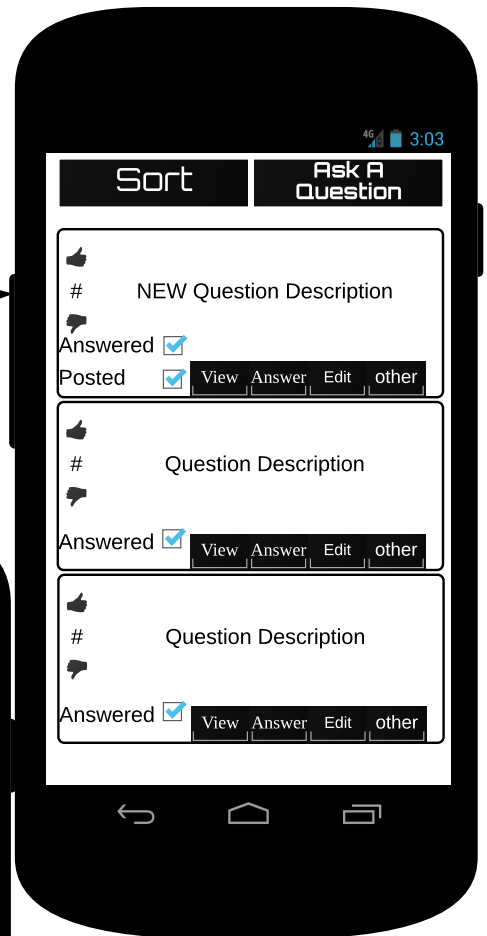 4G 3:03
Sort
Ask A
Question
#
NEW Question Description
Answered
Posted
View Answer Edit other
#
Question Description
Answered
View Answer Edit other
#
Question Description
Answered
View Answer Edit other